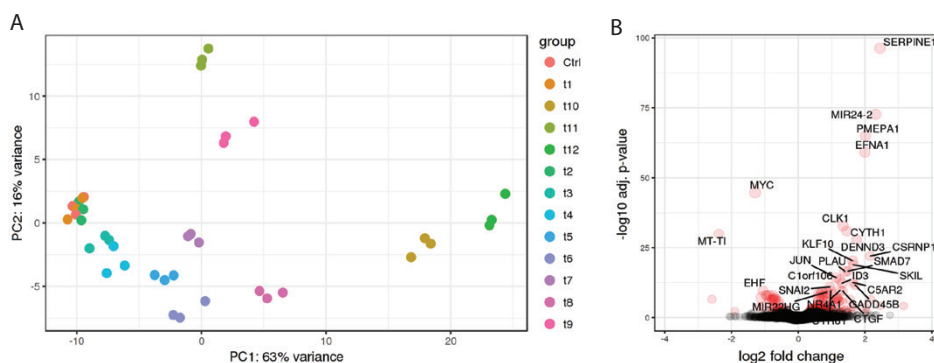 A
PC2: 16% variance
10
5
0
-5
-10
0
10
20
PC1: 63% variance
group
Ctrl
t1
t10
t11
t12
t2
t3
t4
t5
t6
t7
t8
t9
B
-log10 adj. p-value
100
75
50
25
0
SERPINE1
MIR24-2
PMEPA1
EFNA1
MYC
CLK1
CYTH1
MT-TI
KLF10
DENND3
CSRNP1
JUN
PLAU
SMAD7
C1orf106
ID3
SKIL
EHF
SNAI2
C5AR2
MIR22HG
NR4A1
GADD45B
CTGF
-4
-2
0
2
4
log2 fold change